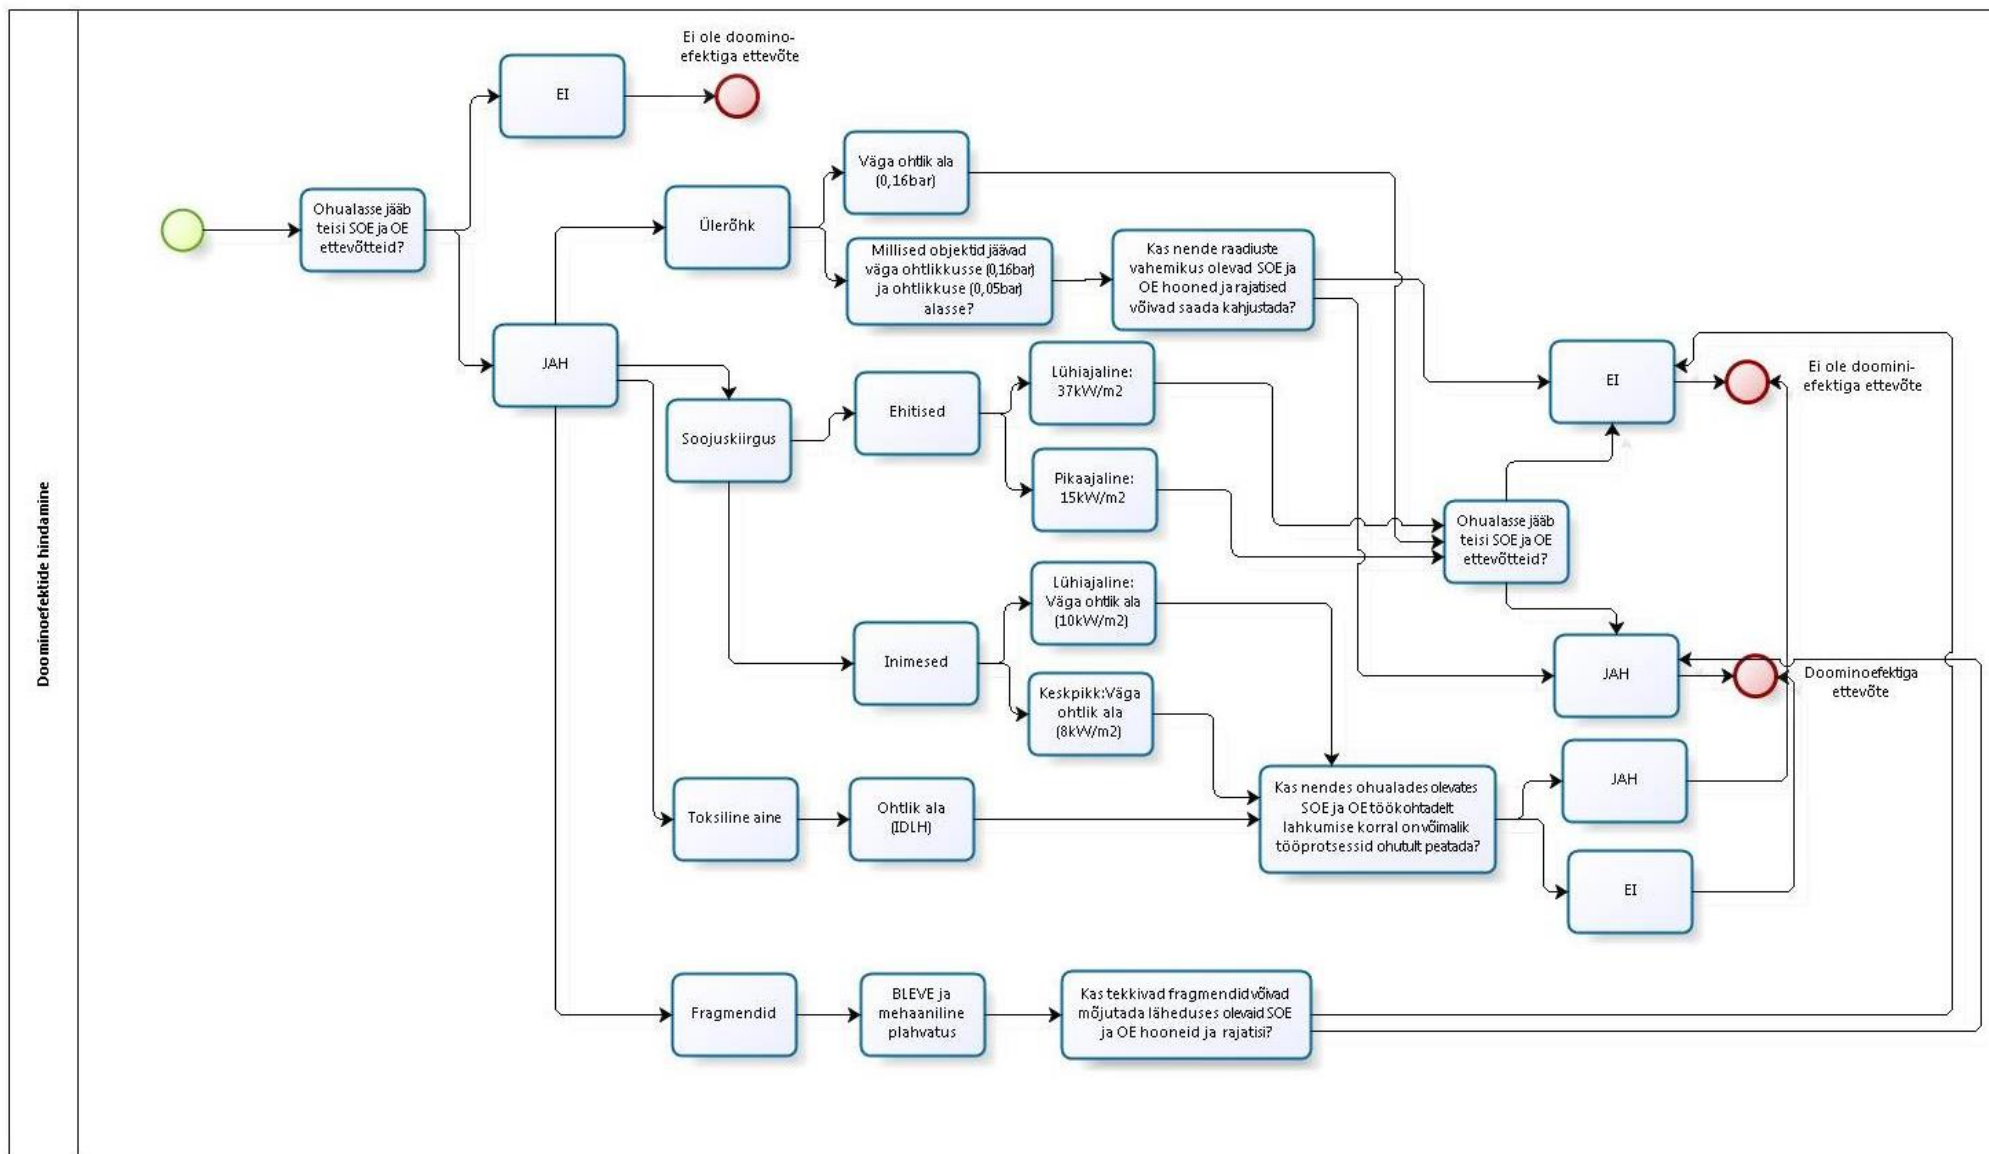 Doominoefektide hindamine
Ei ole doomino-
efektiga ettevõte
EI
Ohualasse jääb
teisi SOE ja OE
ettevõtteid?
JAH
Ülerõhk
Väga ohtlik ala
(0,16bar)
Millised objektid jäävad
väga ohtlikkusse (0,16bar)
ja ohtlikkuse (0,05bar)
alasse?
Kas nende raadiuste
vahemikus olevad SOE ja
OE hooned ja rajatised
võivad saada kahjustada?
Soojuskiirgus
Ehitised
Lühiajaline:
37kW/m2
Pikaajaline:
15kW/m2
EI
Ei ole doomini-
efektiga ettevõte
Ohualasse jääb
teisi SOE ja OE
ettevõtteid?
Inimesed
Lühiajaline:
Väga ohtlik ala
(10kW/m2)
Keskpikk:Väga
ohtlik ala
(8kW/m2)
JAH
Doominoefektiga
ettevõte
Toksiline aine
Ohtlik ala
(IDLH)
Kas nendes ohualades olevates
SOE ja OE töökohtadelt
lahkumise korral on võimalik
tööprotsessid ohutult peatada?
JAH
EI
Fragmendid
BLEVE ja
mehaaniline
plahvatus
Kas tekkivad fragmendid võivad
mõjutada läheduses olevaid SOE
ja OE hooneid ja rajatisi?